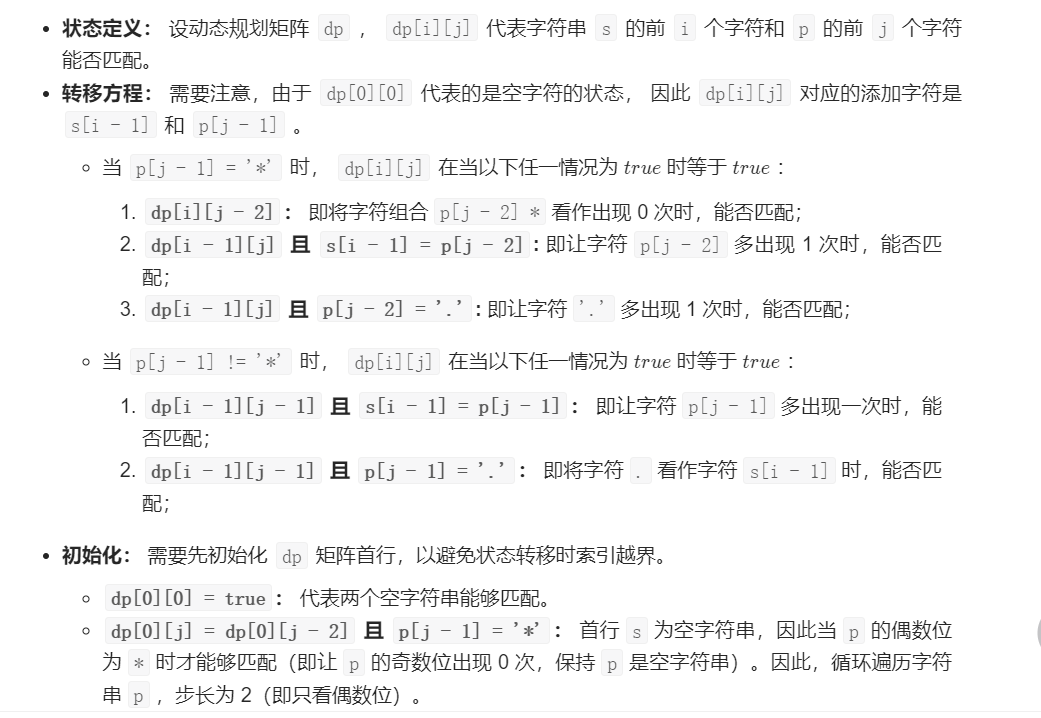 • 状态定义： 设动态规划矩阵 dp ， dp[i][j] 代表字符串 s 的前 i 个字符和 p 的前 j 个字符
能否匹配。
• 转移方程： 需要注意，由于 dp[0][0] 代表的是空字符的状态， 因此 dp[i][j] 对应的添加字符是
s[i - 1] 和 p[j - 1] 。
◦ 当 p[j - 1] = '*' 时， dp[i][j] 在当以下任一情况为 true 时等于 true ：
1. dp[i][j - 2] ： 即将字符组合 p[j - 2] * 看作出现 0 次时，能否匹配；
2. dp[i - 1][j] 且 s[i - 1] = p[j - 2] : 即让字符 p[j - 2] 多出现 1 次时，能否匹
配；
3. dp[i - 1][j] 且 p[j - 2] = '.' : 即让字符 '.' 多出现 1 次时，能否匹配；
◦ 当 p[j - 1] != '*' 时， dp[i][j] 在当以下任一情况为 true 时等于 true ：
1. dp[i - 1][j - 1] 且 s[i - 1] = p[j - 1] ： 即让字符 p[j - 1] 多出现一次时，能
否匹配；
2. dp[i - 1][j - 1] 且 p[j - 1] = '.' ： 即将字符 . 看作字符 s[i - 1] 时，能否匹
配；
• 初始化： 需要先初始化 dp 矩阵首行，以避免状态转移时索引越界。
◦ dp[0][0] = true ： 代表两个空字符串能够匹配。
◦ dp[0][j] = dp[0][j - 2] 且 p[j - 1] = '*' ： 首行 s 为空字符串，因此当 p 的偶数位
为 * 时才能够匹配（即让 p 的奇数位出现 0 次，保持 p 是空字符串）。因此，循环遍历字符
串 p ，步长为 2（即只看偶数位）。